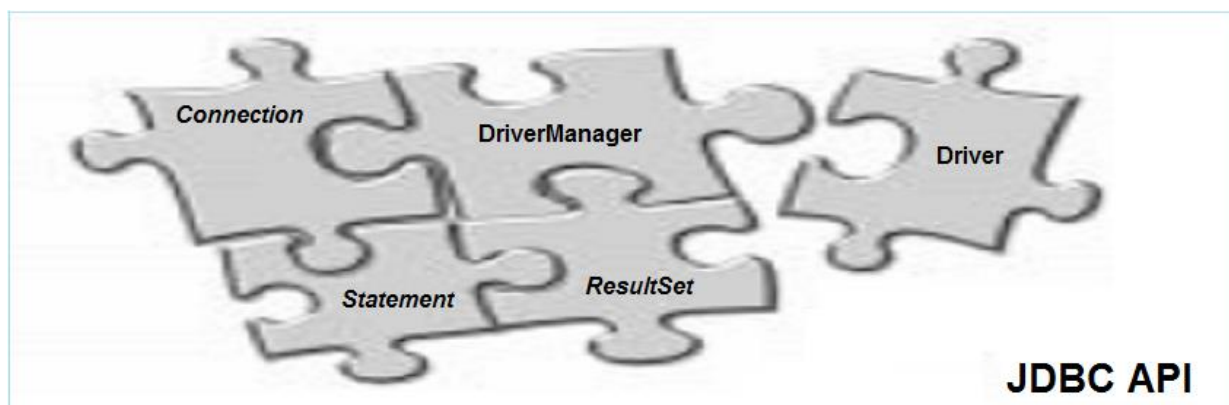 Connection
DriverManager
Driver
Statement
ResultSet
JDBC API